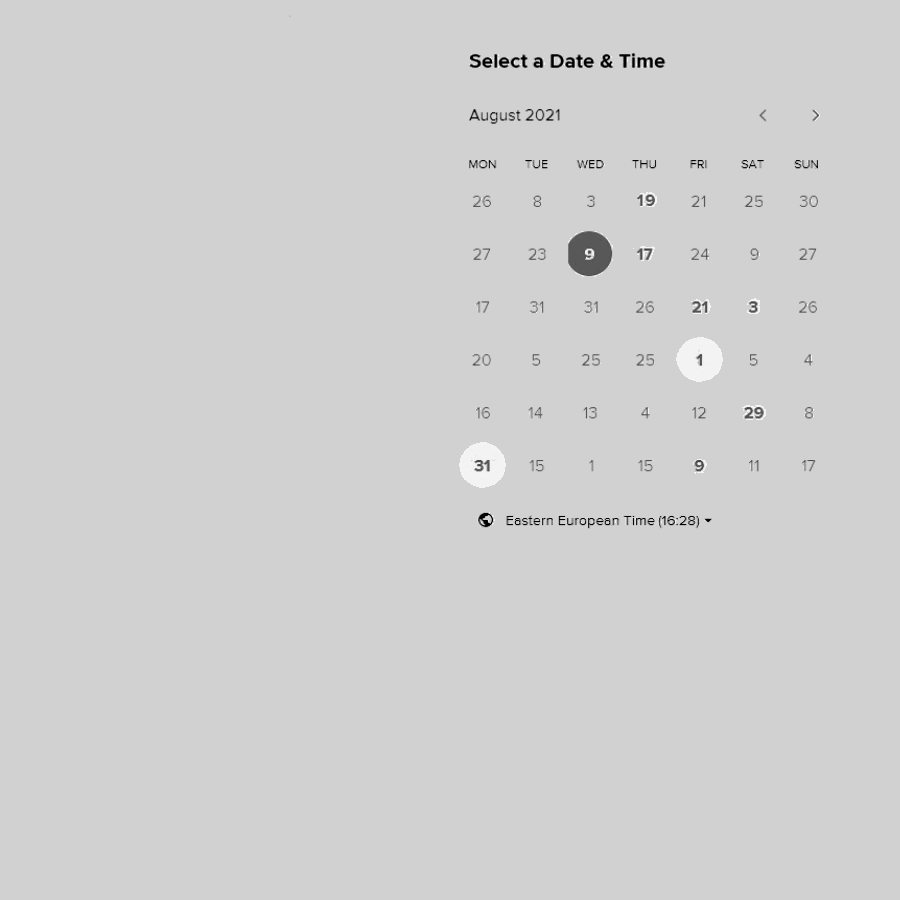 Select a Date & Time
August 2021
MON TUE WED THU FRI SAT SUN
26 8 3 19 21 25 30
27 23 9 17 24 9 27
17 31 31 26 21 3 26
20 5 25 25 1 5 4
16 14 13 4 12 29 8
31 15 1 15 9 11 17
Eastern European Time (16:28)